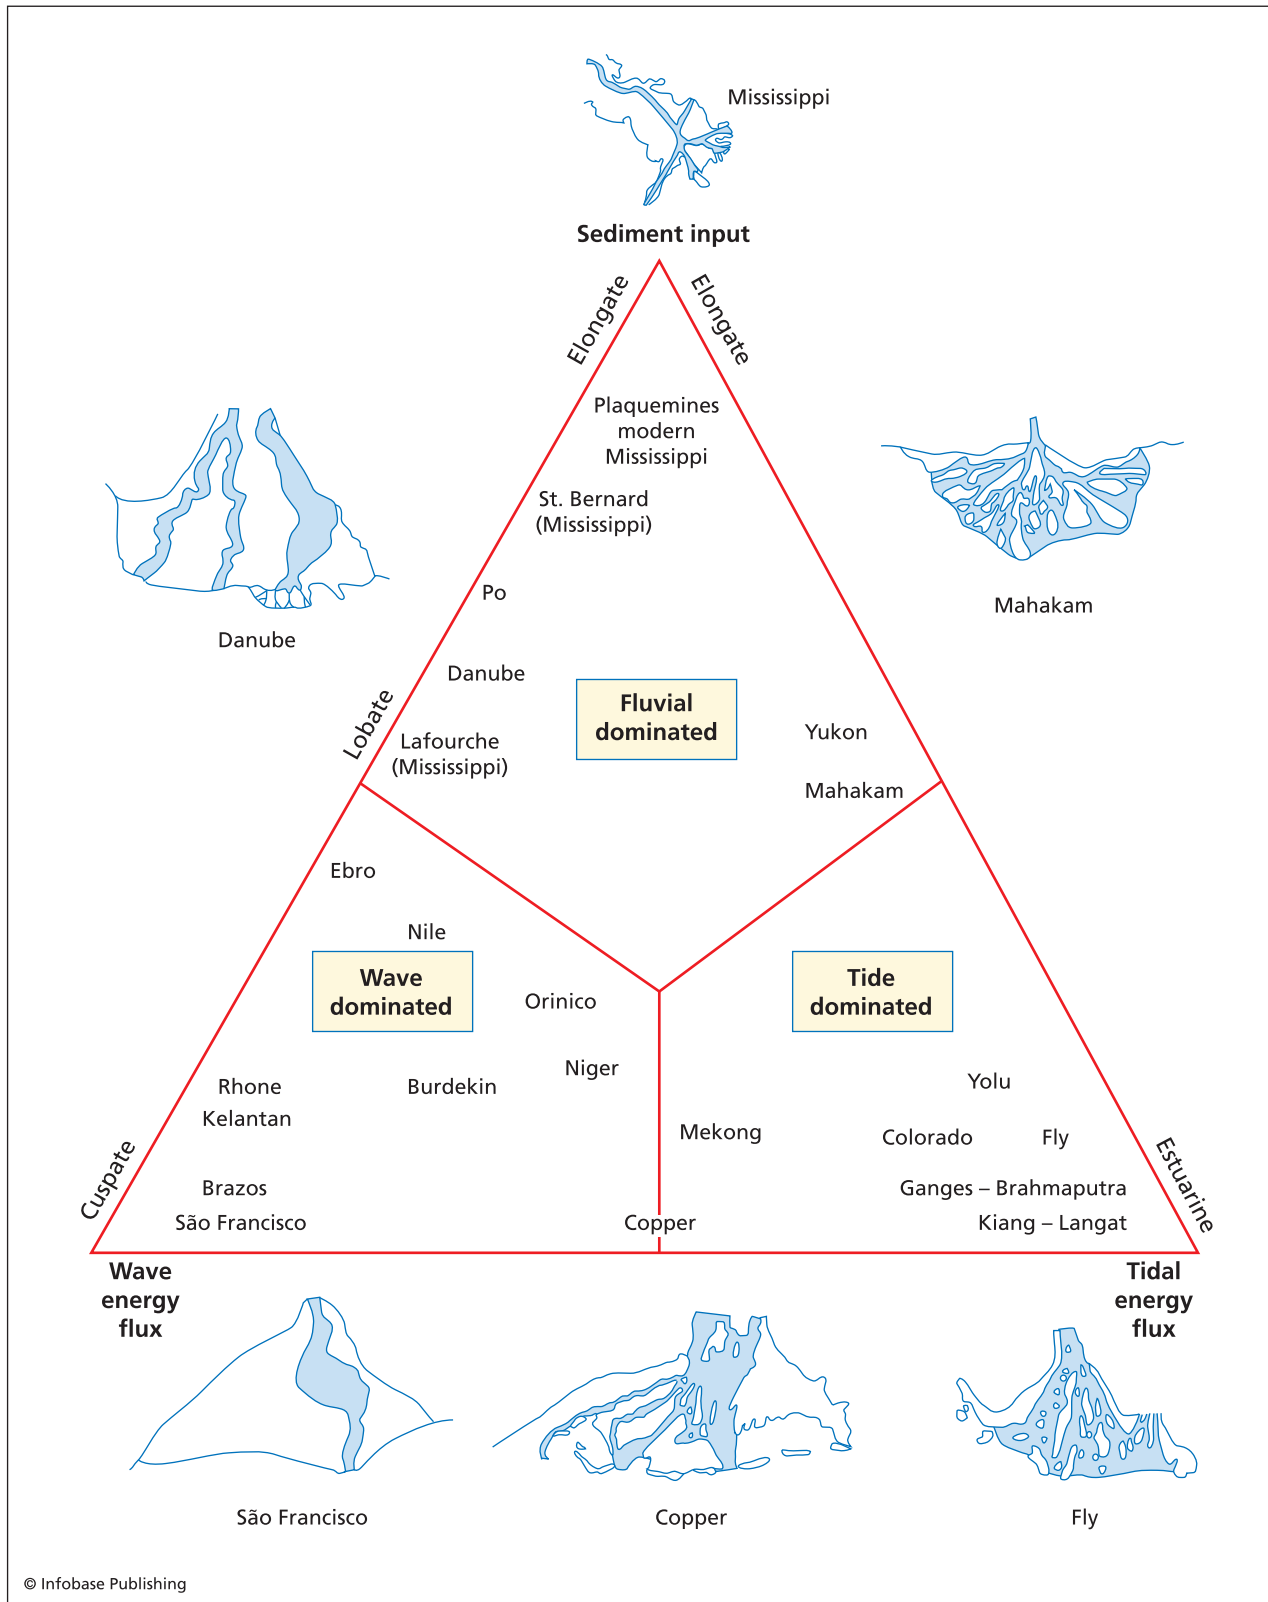 Mississippi
Sediment input
Elongate
Elongate
Plaquemines
modern
Mississippi
St. Bernard
(Mississippi)
Po
Mahakam
Danube
Danube
Lobate
Fluvial
dominated
Yukon
Lafourche
(Mississippi)
Mahakam
Ebro
Nile
Wave
dominated
Tide
dominated
Orinico
Niger
Rhone
Burdekin
Yolu
Kelantan
Mekong
Colorado
Fly
Cuspate
Estuarine
Brazos
Ganges – Brahmaputra
São Francisco
Copper
Kiang – Langat
Wave
energy
flux
Tidal
energy
flux
São Francisco
Copper
Fly
© Infobase Publishing